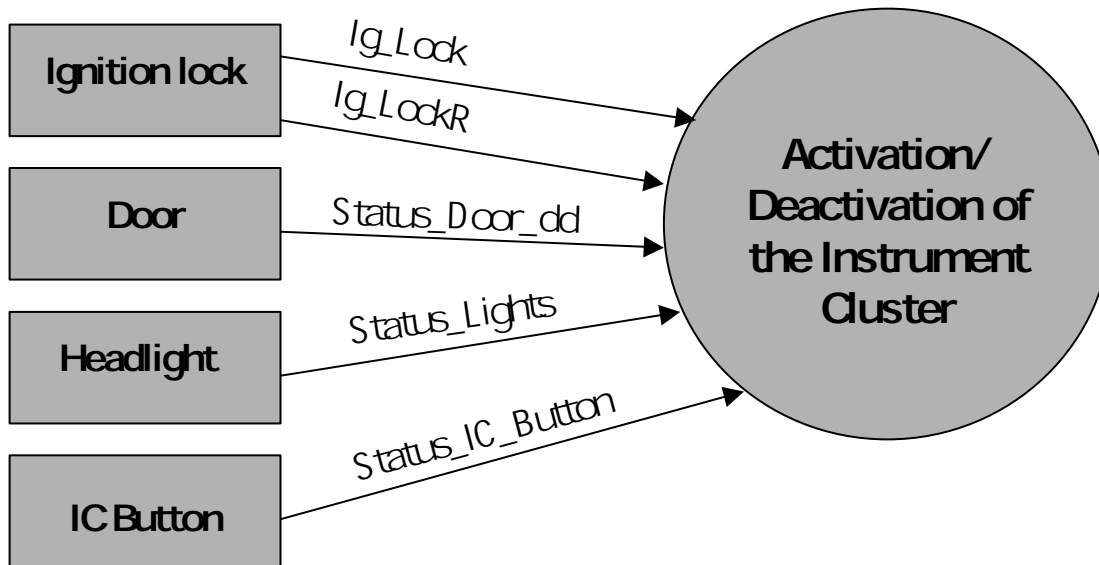 Ignition lock
Ig_Lock
Ig_LockR
Door
Status_Door_dd
Headlight
Status_Lights
IC Button
Status_IC_Button
Activation/
Deactivation of
the Instrument
Cluster